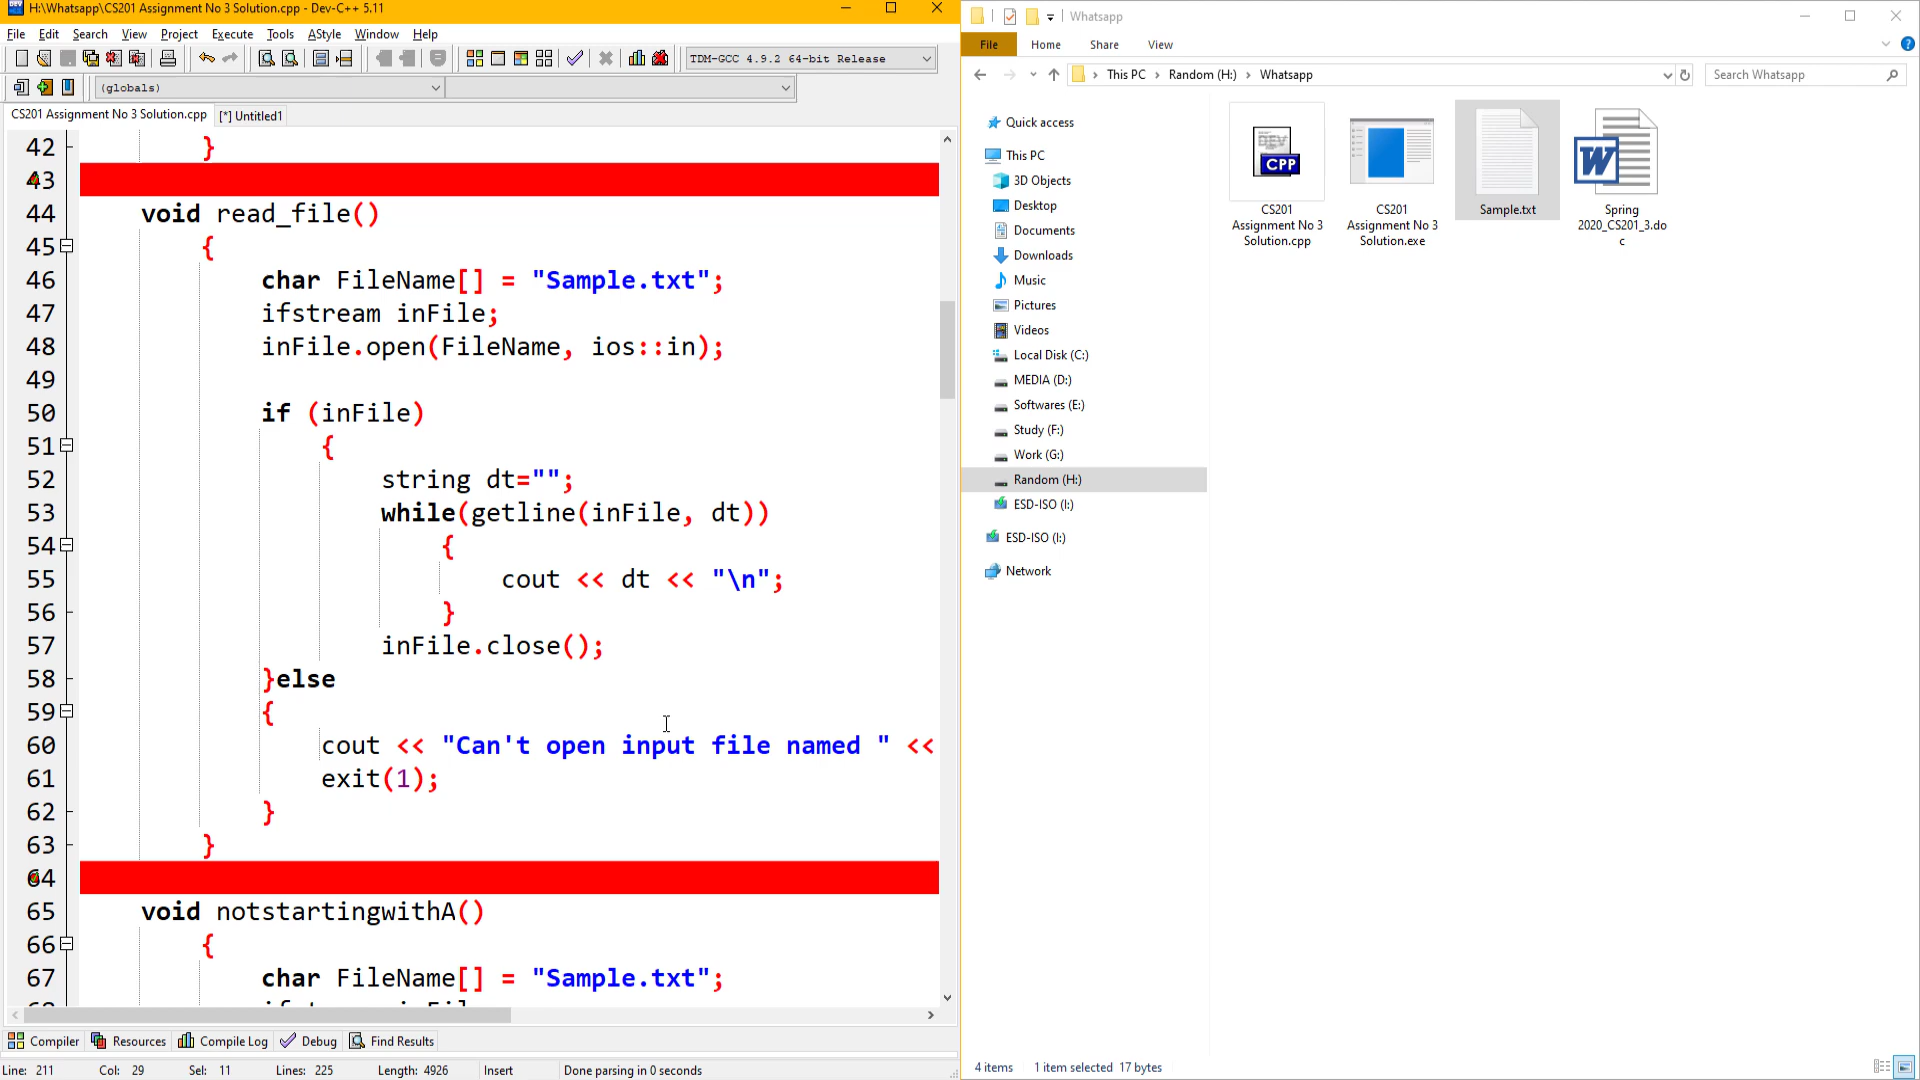 H:\Whatsapp\CS201 Assignment No 3 Solution.cpp - Dev-C++ 5.11
File Edit Search View Project Execute Tools AStyle Window Help
TDM-GCC 4.9.2 64-bit Release
(globals)
CS201 Assignment No 3 Solution.cpp [*] Untitled1
42 }
43
44 void read_file()
45 {
46 char FileName[] = "Sample.txt";
47 ifstream inFile;
48 inFile.open(FileName, ios::in);
49
50 if (inFile)
51 {
52 string dt="";
53 while(getline(inFile, dt))
54 {
55 cout << dt << "\n";
56 }
57 inFile.close();
58 }else
59 {
60 cout << "Can't open input file named " <<
61 exit(1);
62 }
63 }
64
65 void notstartingwithA()
66 {
67 char FileName[] = "Sample.txt";
Compiler Resources Compile Log Debug Find Results
Line: 211 Col: 29 Sel: 11 Lines: 225 Length: 4926 Insert Done parsing in 0 seconds
Whatsapp
File Home Share View
This PC > Random (H:) > Whatsapp
Search Whatsapp
Quick access
This PC
3D Objects
Desktop
Documents
Downloads
Music
Pictures
Videos
Local Disk (C:)
MEDIA (D:)
Softwares (E:)
Study (F:)
Work (G:)
Random (H:)
ESD-ISO (I:)
ESD-ISO (I:)
Network
DEV
CPP
W
CS201
Assignment No 3
Solution.cpp
CS201
Assignment No 3
Solution.exe
Sample.txt
Spring
2020_CS201_3.do
c
4 items 1 item selected 17 bytes